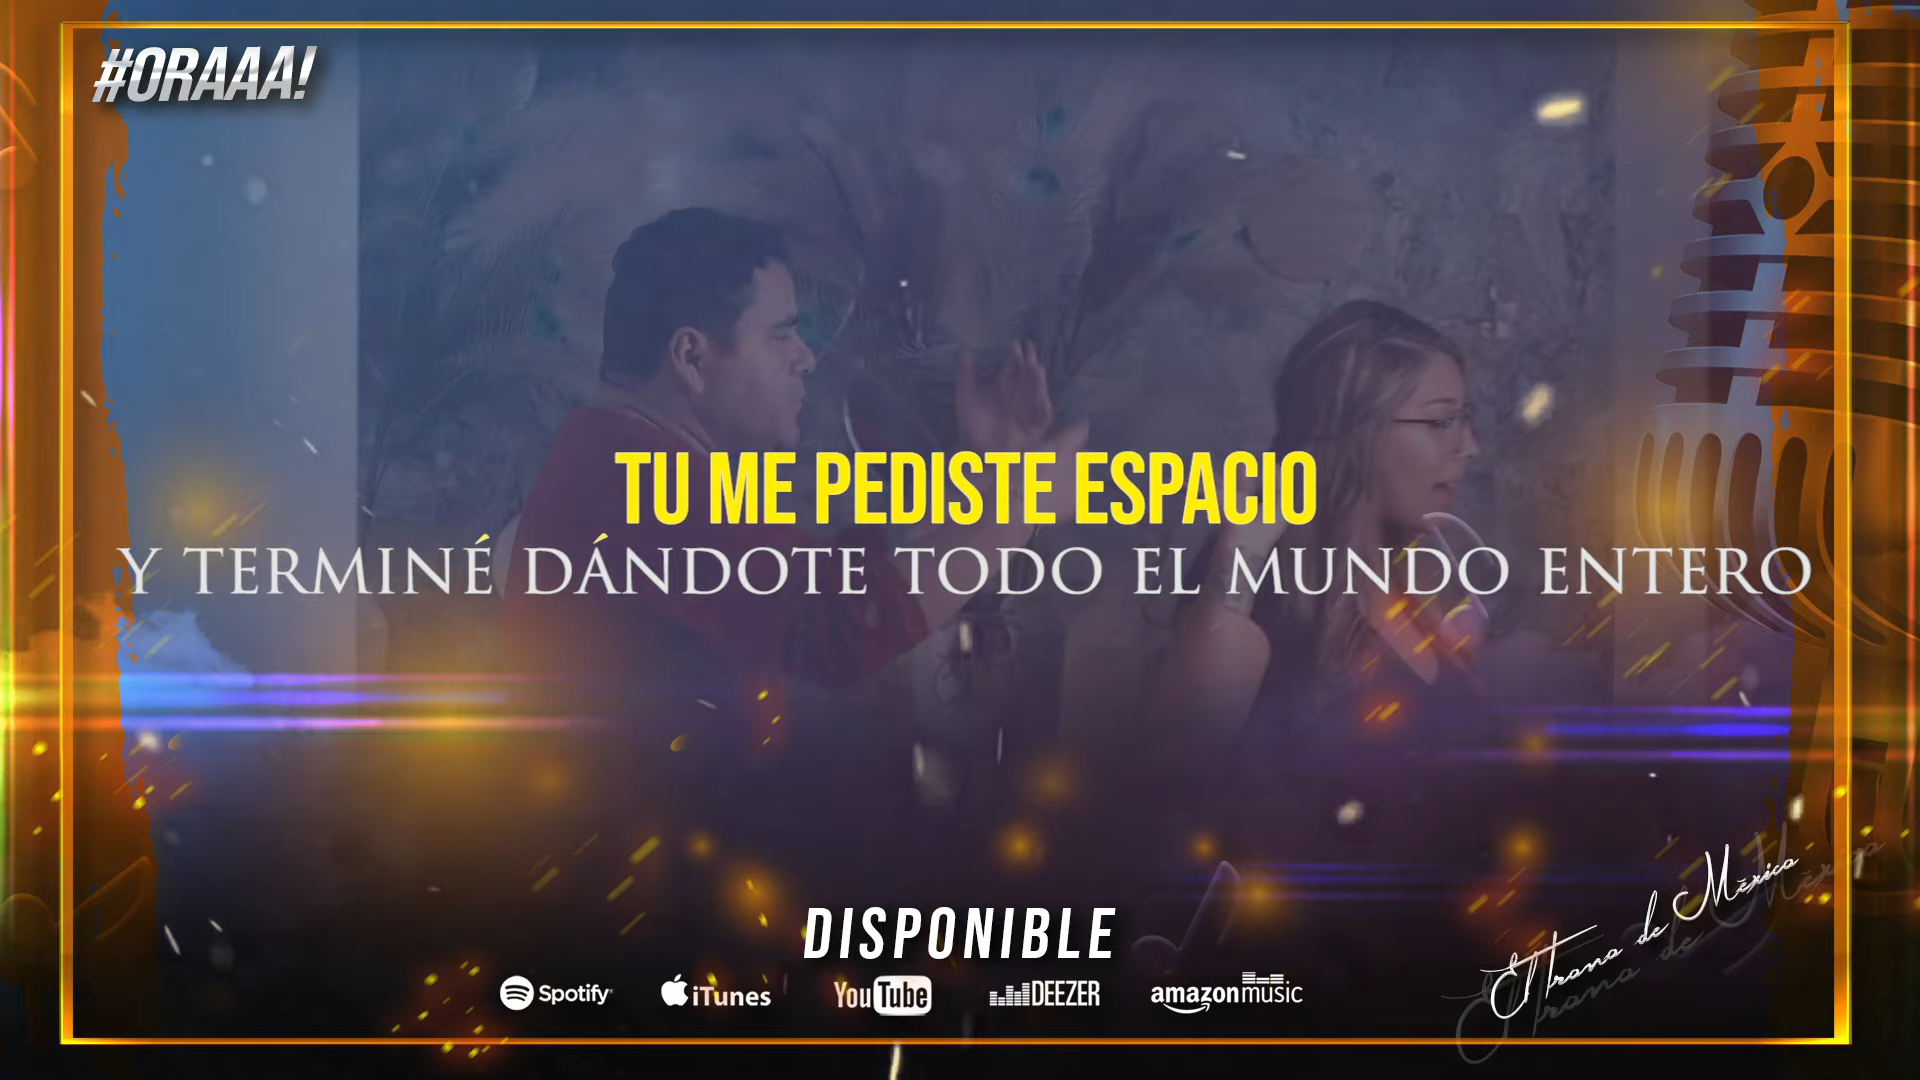 #ORAAA!
TU ME PEDISTE ESPACIO
Y TERMINÉ DÁNDOTE TODO EL MUNDO ENTERO
DISPONIBLE
Spotify iTunes YouTube DEEZER amazon music
El trono de México